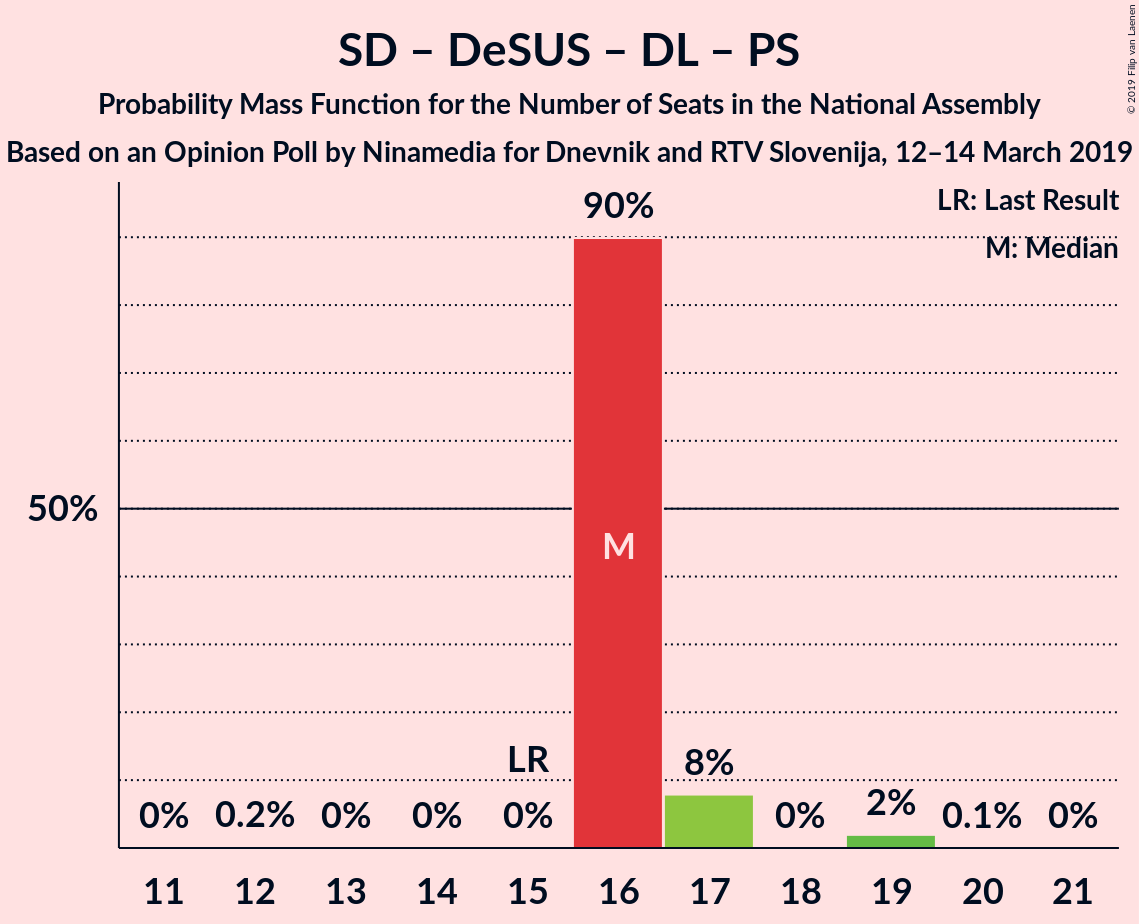 SD – DeSUS – DL – PS
Probability Mass Function for the Number of Seats in the National Assembly
Based on an Opinion Poll by Ninamedia for Dnevnik and RTV Slovenija, 12–14 March 2019
© 2019 Filip van Laenen
LR: Last Result
M: Median
90%
50%
M
LR
8%
0% 0.2% 0% 0% 0% 0% 2% 0.1% 0%
11 12 13 14 15 16 17 18 19 20 21